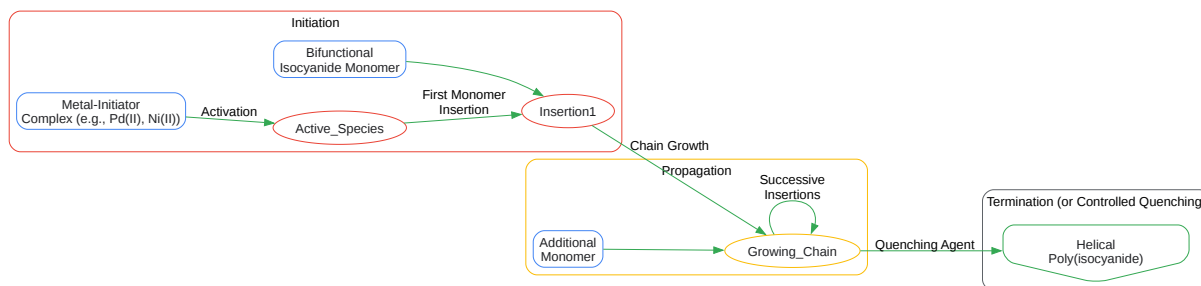 Initiation
Bifunctional
Isocyanide Monomer
Metal-Initiator
Complex (e.g., Pd(II), Ni(II))
Activation
Active_Species
First Monomer
Insertion
Insertion1
Chain Growth
Propagation
Successive
Insertions
Additional
Monomer
Growing_Chain
Quenching Agent
Termination (or Controlled Quenching)
Helical
Poly(isocyanide)